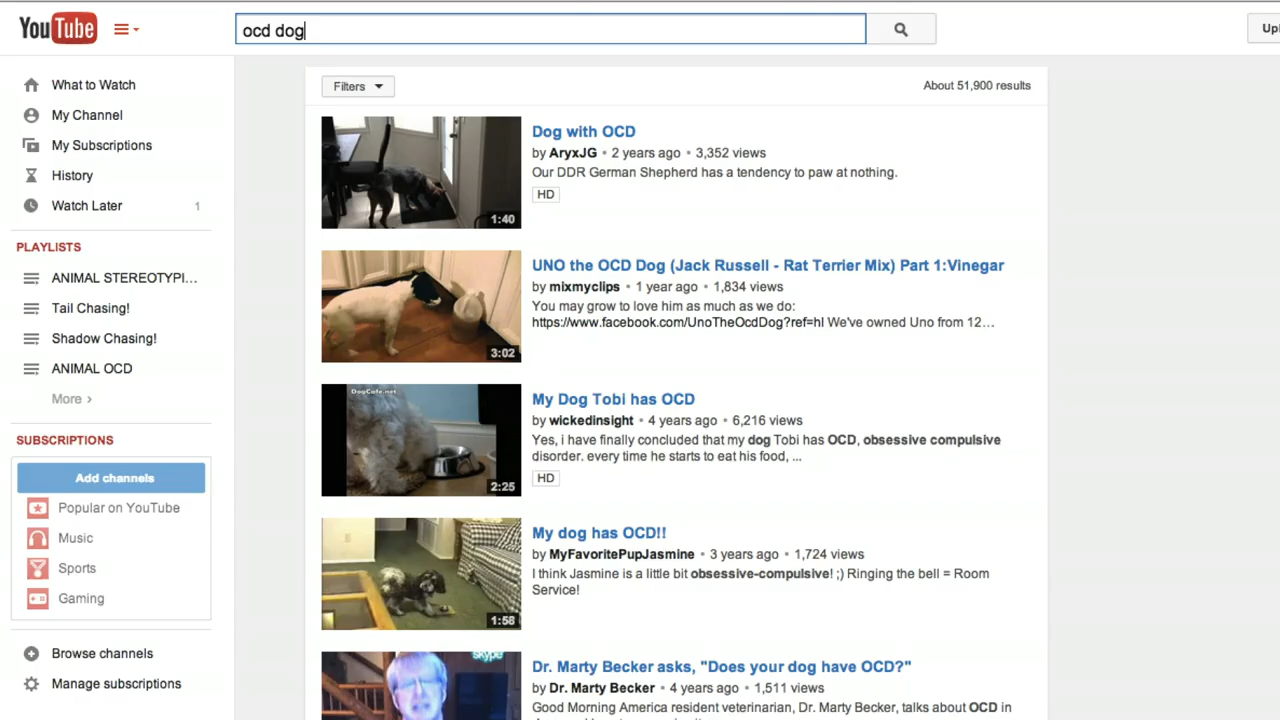 YouTube
ocd dog
Upl
What to Watch
My Channel
My Subscriptions
History
Watch Later 1
PLAYLISTS
ANIMAL STEREOTYPI...
Tail Chasing!
Shadow Chasing!
ANIMAL OCD
More ›
SUBSCRIPTIONS
Add channels
Popular on YouTube
Music
Sports
Gaming
Browse channels
Manage subscriptions
Filters
About 51,900 results
1:40
Dog with OCD
by AryxJG • 2 years ago • 3,352 views
Our DDR German Shepherd has a tendency to paw at nothing.
HD
3:02
UNO the OCD Dog (Jack Russell - Rat Terrier Mix) Part 1:Vinegar
by mixmyclips • 1 year ago • 1,834 views
You may grow to love him as much as we do:
https://www.facebook.com/UnoTheOcdDog?ref=hl We've owned Uno from 12...
DogCafe.net
2:25
My Dog Tobi has OCD
by wickedinsight • 4 years ago • 6,216 views
Yes, i have finally concluded that my dog Tobi has OCD, obsessive compulsive
disorder. every time he starts to eat his food, ...
HD
1:58
My dog has OCD!!
by MyFavoritePupJasmine • 3 years ago • 1,724 views
I think Jasmine is a little bit obsessive-compulsive! ;) Ringing the bell = Room
Service!
skype
Dr. Marty Becker asks, "Does your dog have OCD?"
by Dr. Marty Becker • 4 years ago • 1,511 views
Good Morning America resident veterinarian, Dr. Marty Becker, talks about OCD in